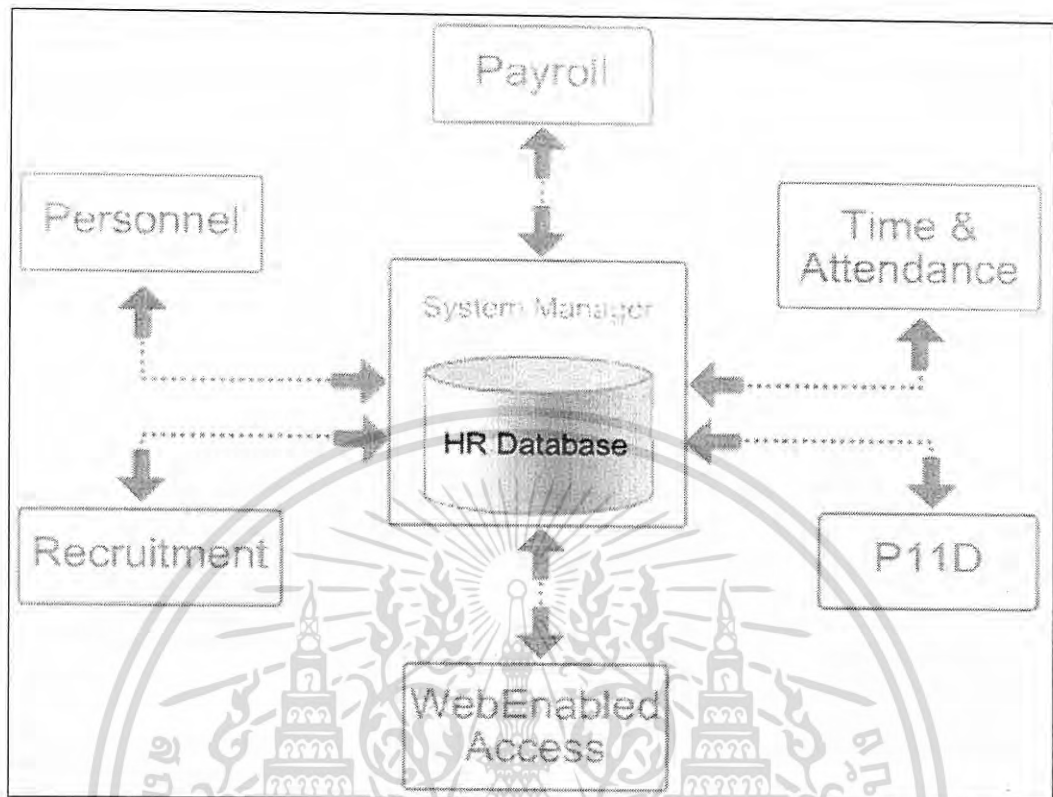 Payroll
Personnel
Time &
Attendance
System Manager
HR Database
Recruitment
P11D
WebEnabled
Access